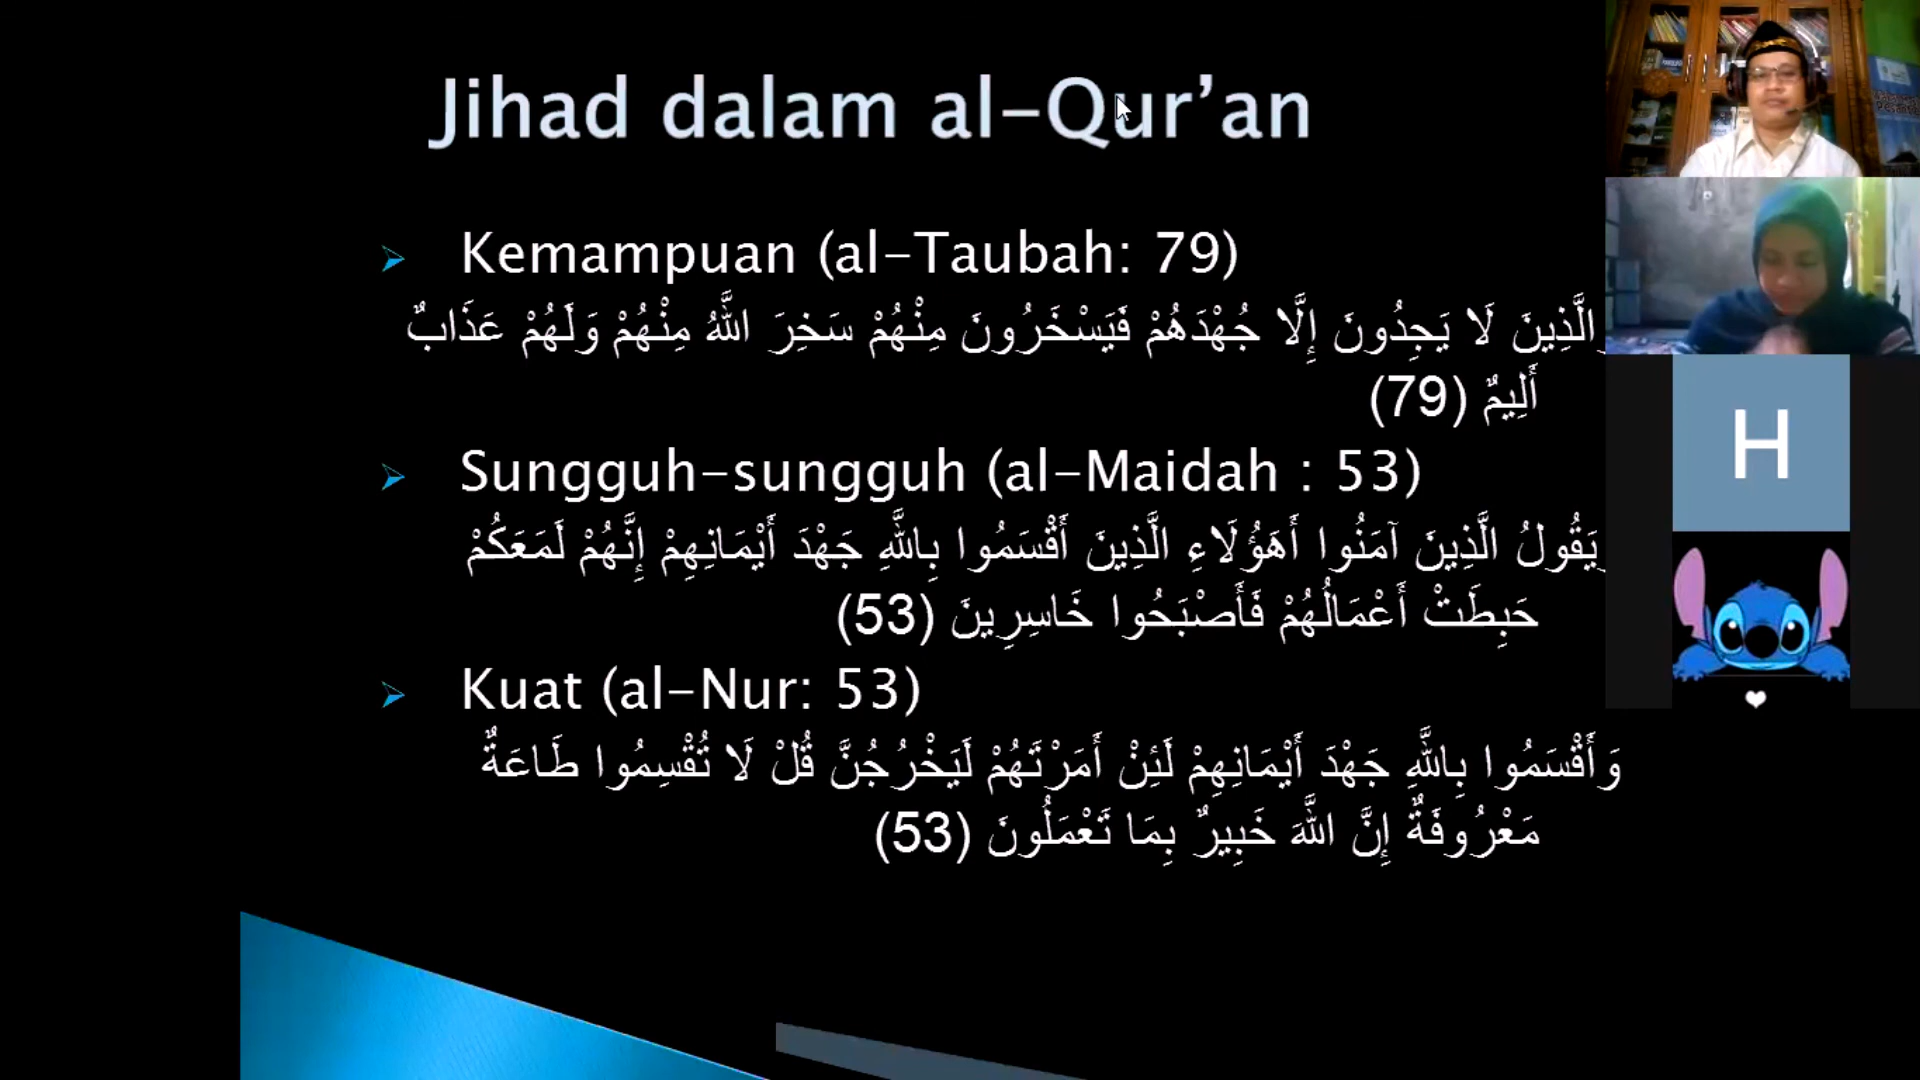 Jihad dalam al-Qur’an
Kemampuan (al-Taubah: 79)
الَّذِينَ لَا يَجِدُونَ إِلَّا جُهْدَهُمْ فَيَسْخَرُونَ مِنْهُمْ سَخِرَ اللَّهُ مِنْهُمْ وَلَهُمْ عَذَابٌ
أَلِيمٌ (79)
Sungguh-sungguh (al-Maidah : 53)
يَقُولُ الَّذِينَ آمَنُوا أَهَؤُلَاءِ الَّذِينَ أَقْسَمُوا بِاللَّهِ جَهْدَ أَيْمَانِهِمْ إِنَّهُمْ لَمَعَكُمْ
حَبِطَتْ أَعْمَالُهُمْ فَأَصْبَحُوا خَاسِرِينَ (53)
Kuat (al-Nur: 53)
وَأَقْسَمُوا بِاللَّهِ جَهْدَ أَيْمَانِهِمْ لَئِنْ أَمَرْتَهُمْ لَيَخْرُجُنَّ قُلْ لَا تُقْسِمُوا طَاعَةٌ
مَعْرُوفَةٌ إِنَّ اللَّهَ خَبِيرٌ بِمَا تَعْمَلُونَ (53)
H